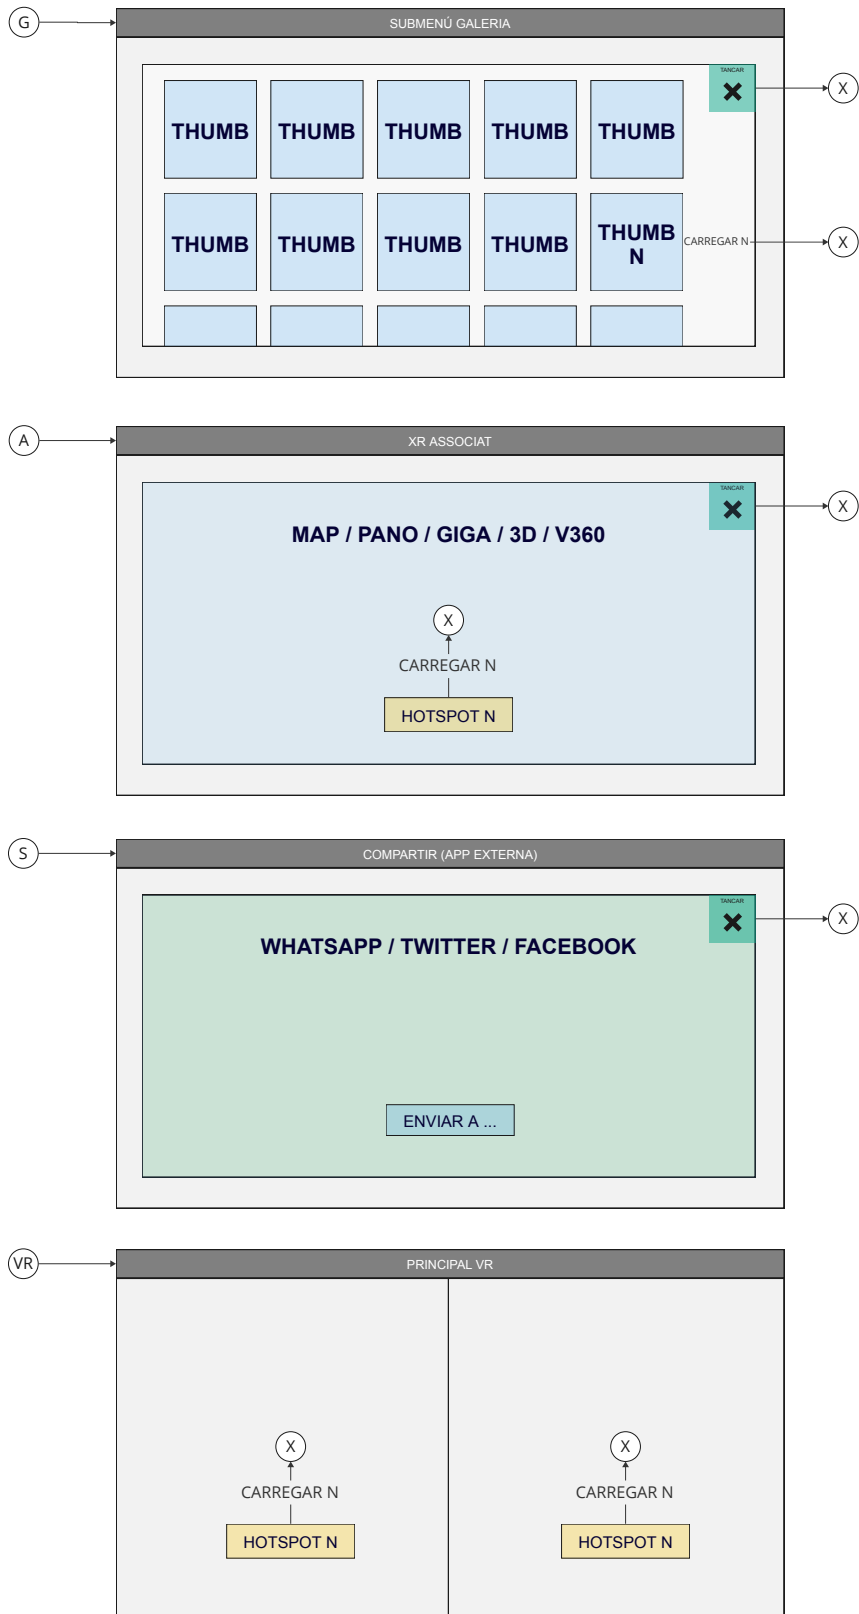 G
SUBMENÚ GALERIA
TANCAR
X
THUMB THUMB THUMB THUMB THUMB
THUMB THUMB THUMB THUMB THUMB
N
CARREGAR N
X
A
XR ASSOCIAT
TANCAR
X
MAP / PANO / GIGA / 3D / V360
X
CARREGAR N
HOTSPOT N
S
COMPARTIR (APP EXTERNA)
TANCAR
X
WHATSAPP / TWITTER / FACEBOOK
ENVIAR A ...
VR
PRINCIPAL VR
X X
CARREGAR N CARREGAR N
HOTSPOT N HOTSPOT N